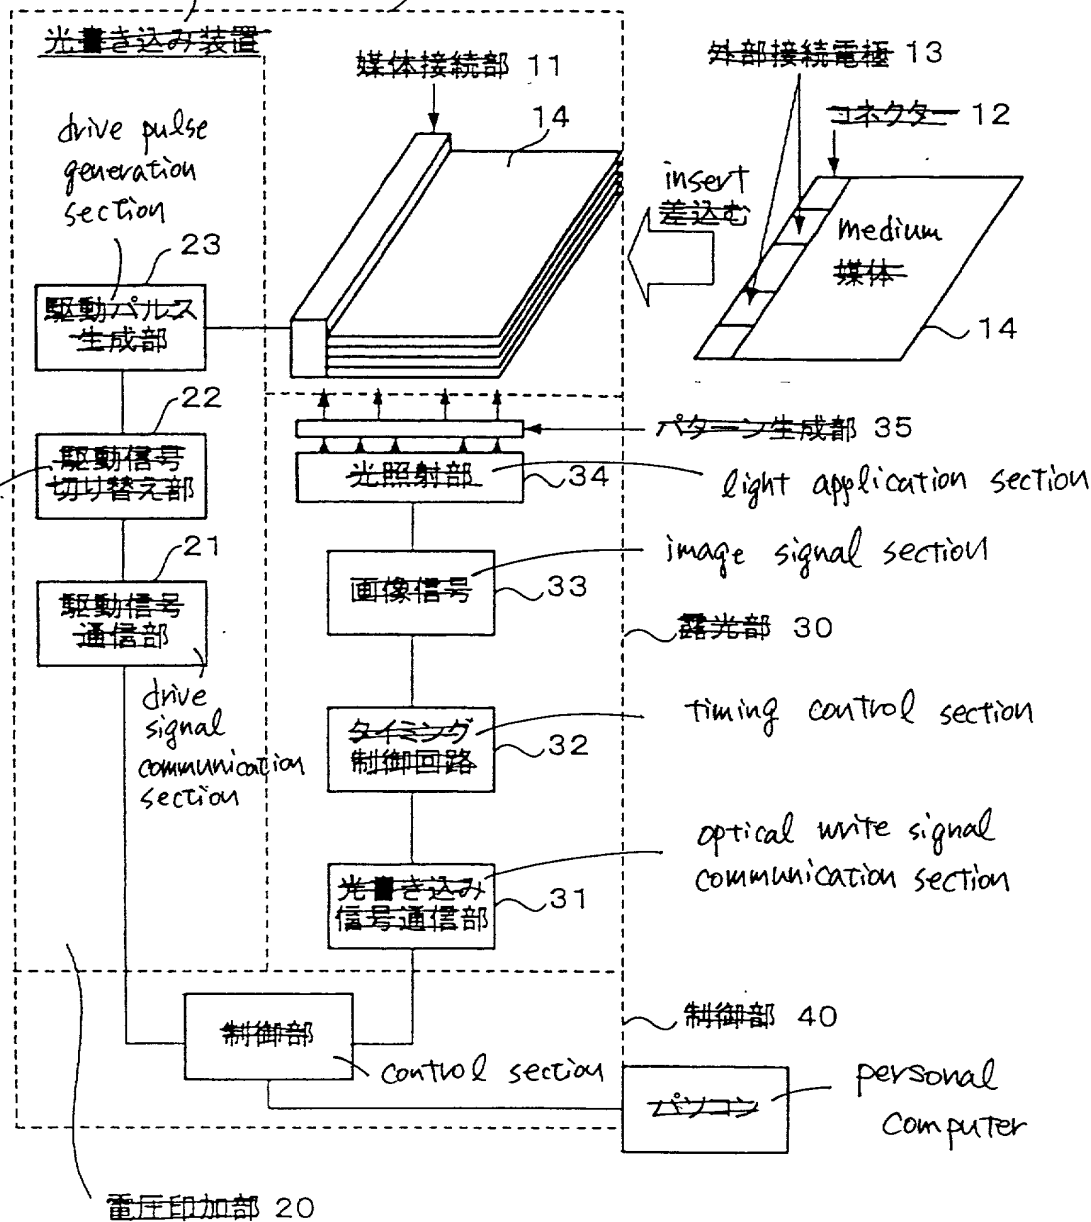 光書き込み装置
媒体接続部 11
外部接続電極 13
コネクター 12
14
drive pulse
generation
section
insert
差込む
medium
媒体
14
23
駆動パルス
生成部
22
駆動信号
切り替え部
21
駆動信号
通信部
drive
signal
communication
section
パターン生成部 35
光照射部
34
light application section
画像信号
33
image signal section
露光部 30
タイミング
制御回路
32
timing control section
光書き込み
信号通信部
31
optical write signal
communication section
制御部
control section
制御部 40
パソコン
personal
computer
電圧印加部 20